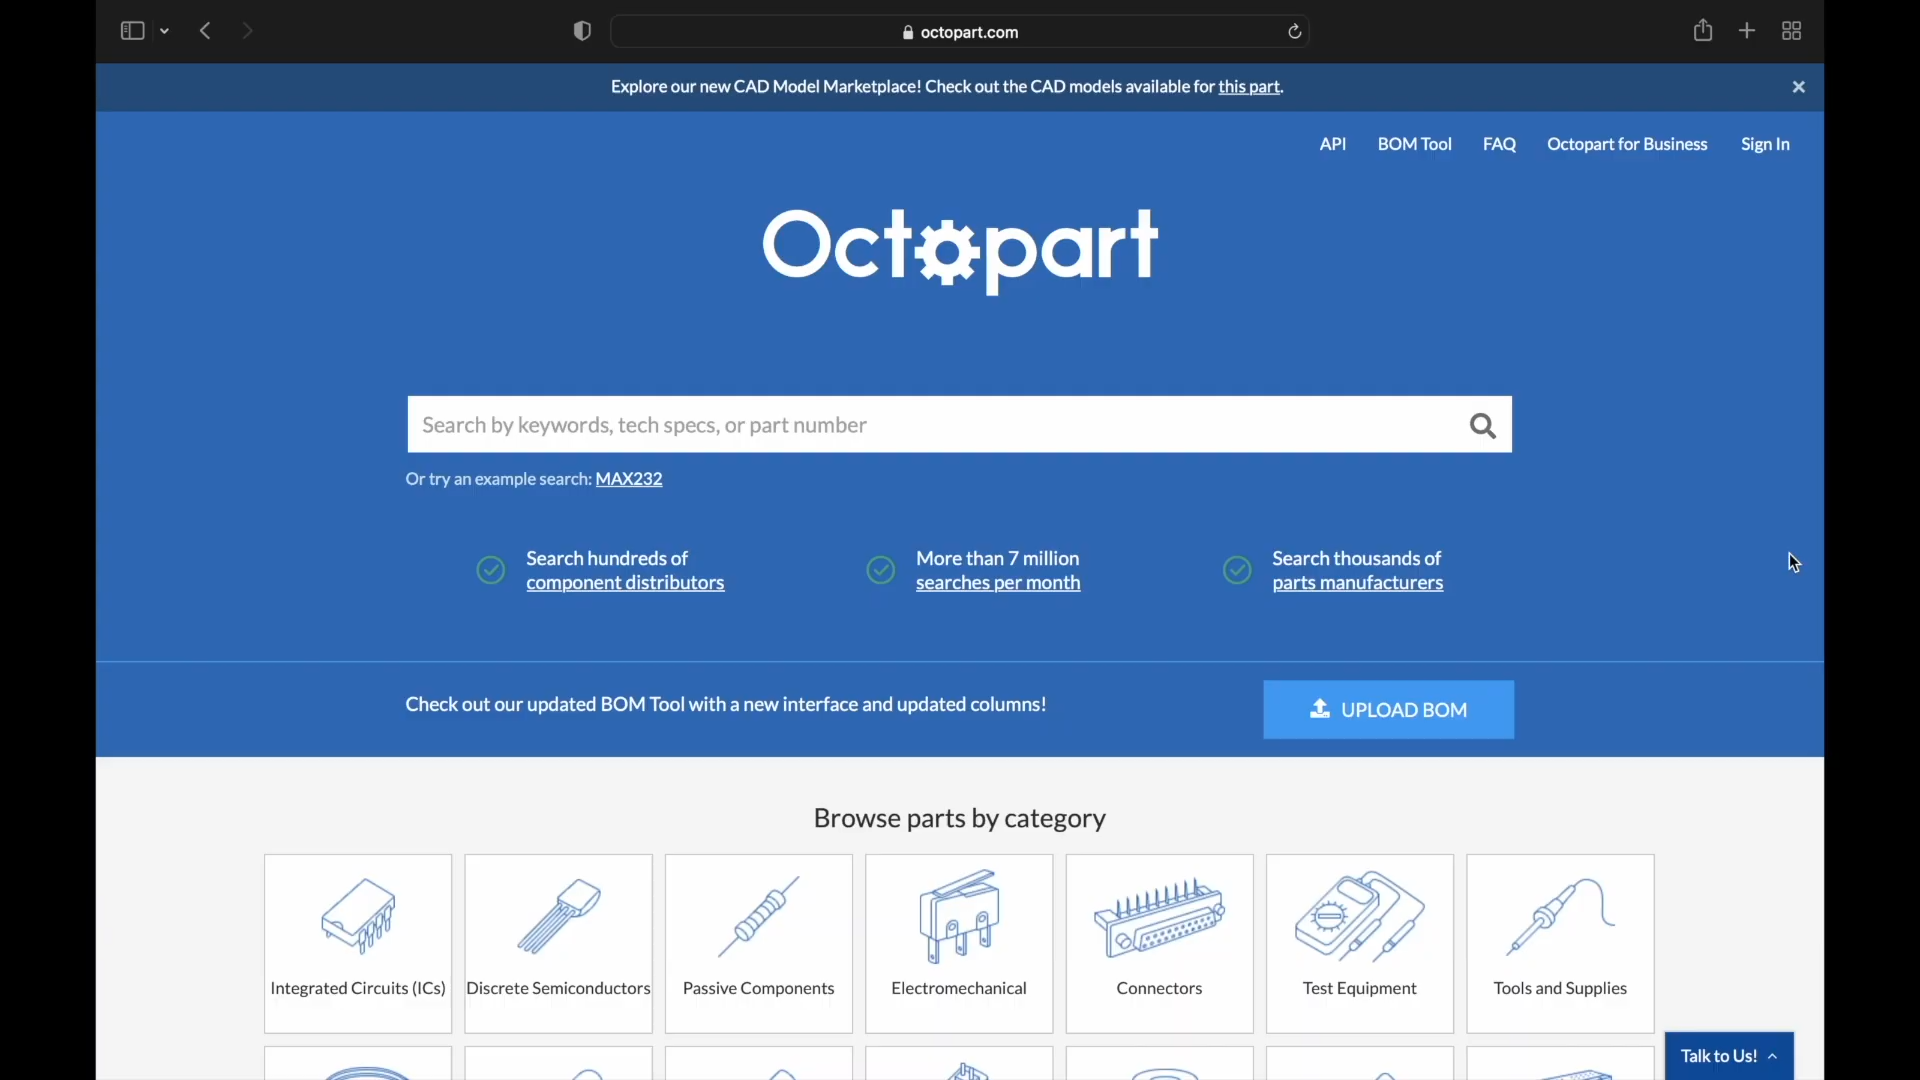 octopart.com
Explore our new CAD Model Marketplace! Check out the CAD models available for this part.
API
BOM Tool
FAQ
Octopart for Business
Sign In
Octopart
Search by keywords, tech specs, or part number
Or try an example search: MAX232
Search hundreds of
component distributors
More than 7 million
searches per month
Search thousands of
parts manufacturers
Check out our updated BOM Tool with a new interface and updated columns!
UPLOAD BOM
Browse parts by category
Integrated Circuits (ICs)
Discrete Semiconductors
Passive Components
Electromechanical
Connectors
Test Equipment
Tools and Supplies
Talk to Us!